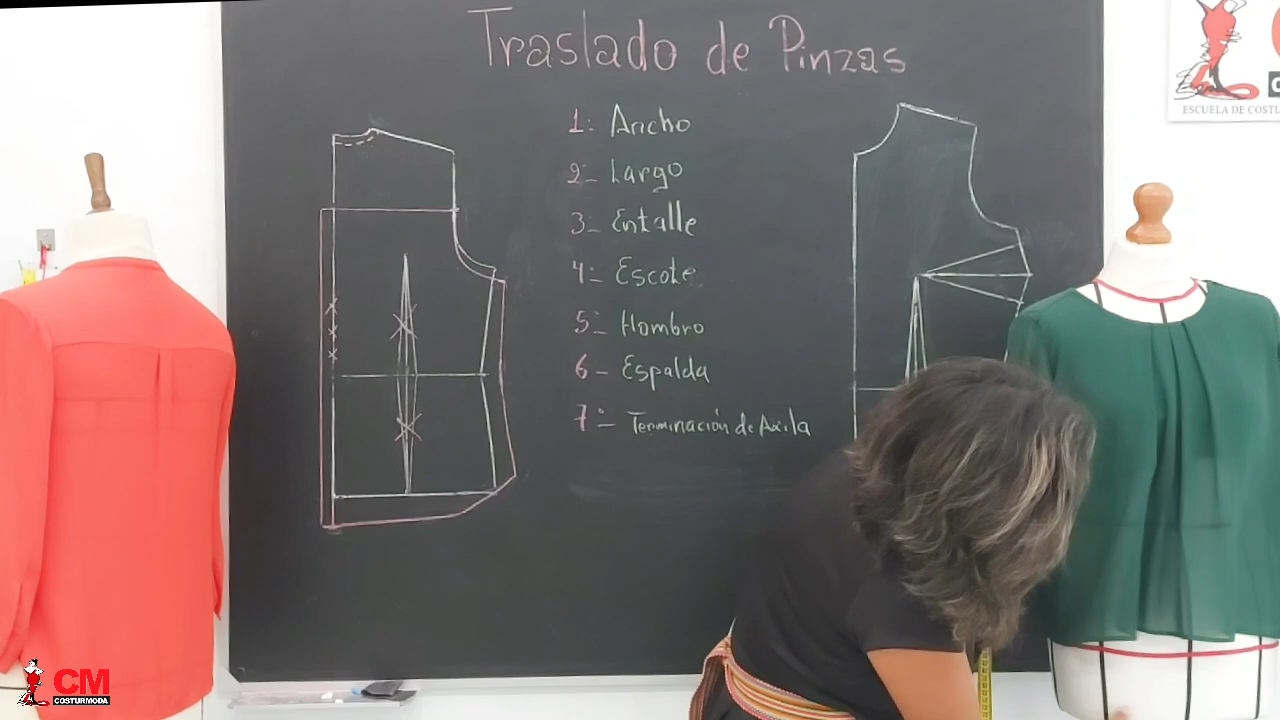 Traslado de Pinzas
1: Ancho
2- Largo
3- Entalle
4- Escote
5- Hombro
6- Espalda
7- Terminación de Axila
ESCUELA DE COSTU
CM
COSTURMODA